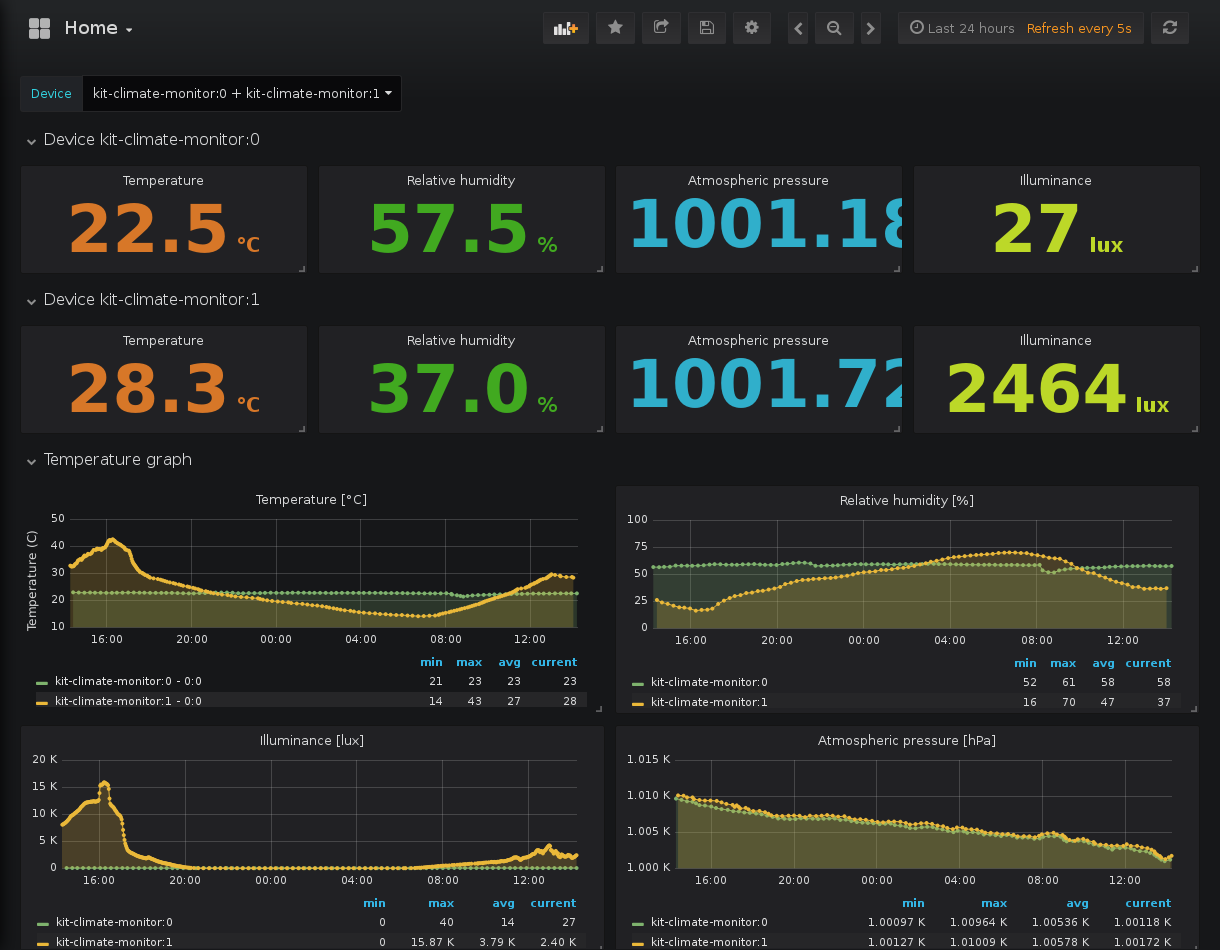 Home
Last 24 hours Refresh every 5s
Device kit-climate-monitor:0 + kit-climate-monitor:1
Device kit-climate-monitor:0
Temperature Relative humidity Atmospheric pressure Illuminance
22.5 °C 57.5 % 1001.18 27 lux
Device kit-climate-monitor:1
Temperature Relative humidity Atmospheric pressure Illuminance
28.3 °C 37.0 % 1001.72 2464 lux
Temperature graph
Temperature [°C]
Temperature (C)
50
40
30
20
10
16:00 20:00 00:00 04:00 08:00 12:00
min max avg current
kit-climate-monitor:0 - 0:0 21 23 23 23
kit-climate-monitor:1 - 0:0 14 43 27 28
Relative humidity [%]
100
75
50
25
0
16:00 20:00 00:00 04:00 08:00 12:00
min max avg current
kit-climate-monitor:0 52 61 58 58
kit-climate-monitor:1 16 70 47 37
Illuminance [lux]
20 K
15 K
10 K
5 K
0
16:00 20:00 00:00 04:00 08:00 12:00
min max avg current
kit-climate-monitor:0 0 40 14 27
kit-climate-monitor:1 0 15.87 K 3.79 K 2.40 K
Atmospheric pressure [hPa]
1.015 K
1.010 K
1.005 K
1.000 K
16:00 20:00 00:00 04:00 08:00 12:00
min max avg current
kit-climate-monitor:0 1.00097 K 1.00964 K 1.00536 K 1.00118 K
kit-climate-monitor:1 1.00127 K 1.01009 K 1.00578 K 1.00172 K